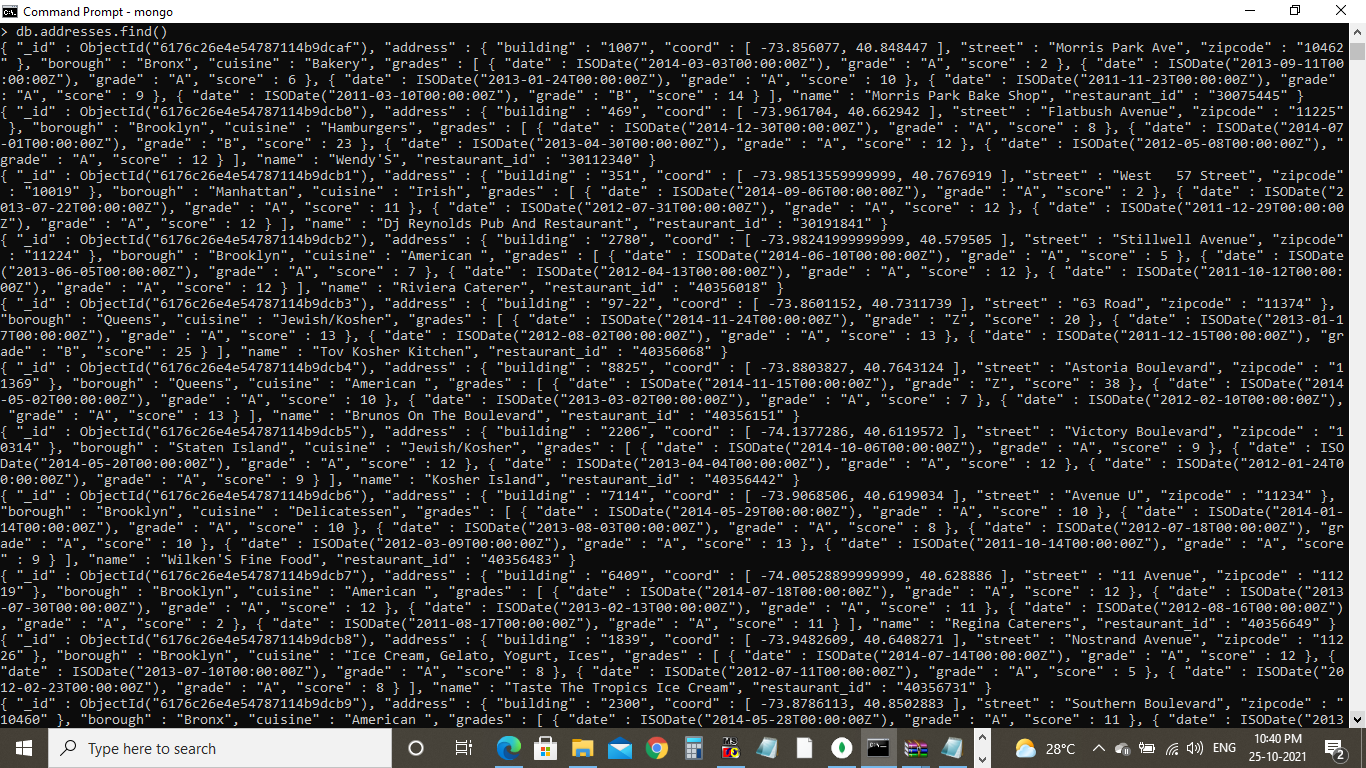 Command Prompt - mongo
> db.addresses.find()
{ "_id" : ObjectId("6176c26e4e54787114b9dcaf"), "address" : { "building" : "1007", "coord" : [ -73.856077, 40.848447 ], "street" : "Morris Park Ave", "zipcode" : "10462
" }, "borough" : "Bronx", "cuisine" : "Bakery", "grades" : [ { "date" : ISODate("2014-03-03T00:00:00Z"), "grade" : "A", "score" : 2 }, { "date" : ISODate("2013-09-11T00
:00:00Z"), "grade" : "A", "score" : 6 }, { "date" : ISODate("2013-01-24T00:00:00Z"), "grade" : "A", "score" : 10 }, { "date" : ISODate("2011-11-23T00:00:00Z"), "grade"
: "A", "score" : 9 }, { "date" : ISODate("2011-03-10T00:00:00Z"), "grade" : "B", "score" : 14 } ], "name" : "Morris Park Bake Shop", "restaurant_id" : "30075445" }
{ "_id" : ObjectId("6176c26e4e54787114b9dcb0"), "address" : { "building" : "469", "coord" : [ -73.961704, 40.662942 ], "street" : "Flatbush Avenue", "zipcode" : "11225"
 }, "borough" : "Brooklyn", "cuisine" : "Hamburgers", "grades" : [ { "date" : ISODate("2014-12-30T00:00:00Z"), "grade" : "A", "score" : 8 }, { "date" : ISODate("2014-07
-01T00:00:00Z"), "grade" : "B", "score" : 23 }, { "date" : ISODate("2013-04-30T00:00:00Z"), "grade" : "A", "score" : 12 }, { "date" : ISODate("2012-05-08T00:00:00Z"), "
grade" : "A", "score" : 12 } ], "name" : "Wendy'S", "restaurant_id" : "30112340" }
{ "_id" : ObjectId("6176c26e4e54787114b9dcb1"), "address" : { "building" : "351", "coord" : [ -73.98513559999999, 40.7676919 ], "street" : "West   57 Street", "zipcode"
 : "10019" }, "borough" : "Manhattan", "cuisine" : "Irish", "grades" : [ { "date" : ISODate("2014-09-06T00:00:00Z"), "grade" : "A", "score" : 2 }, { "date" : ISODate("2
013-07-22T00:00:00Z"), "grade" : "A", "score" : 11 }, { "date" : ISODate("2012-07-31T00:00:00Z"), "grade" : "A", "score" : 12 }, { "date" : ISODate("2011-12-29T00:00:00
Z"), "grade" : "A", "score" : 12 } ], "name" : "Dj Reynolds Pub And Restaurant", "restaurant_id" : "30191841" }
{ "_id" : ObjectId("6176c26e4e54787114b9dcb2"), "address" : { "building" : "2780", "coord" : [ -73.98241999999999, 40.579505 ], "street" : "Stillwell Avenue", "zipcode"
 : "11224" }, "borough" : "Brooklyn", "cuisine" : "American ", "grades" : [ { "date" : ISODate("2014-06-10T00:00:00Z"), "grade" : "A", "score" : 5 }, { "date" : ISODate
("2013-06-05T00:00:00Z"), "grade" : "A", "score" : 7 }, { "date" : ISODate("2012-04-13T00:00:00Z"), "grade" : "A", "score" : 12 }, { "date" : ISODate("2011-10-12T00:00:
00Z"), "grade" : "A", "score" : 12 } ], "name" : "Riviera Caterer", "restaurant_id" : "40356018" }
{ "_id" : ObjectId("6176c26e4e54787114b9dcb3"), "address" : { "building" : "97-22", "coord" : [ -73.8601152, 40.7311739 ], "street" : "63 Road", "zipcode" : "11374" },
"borough" : "Queens", "cuisine" : "Jewish/Kosher", "grades" : [ { "date" : ISODate("2014-11-24T00:00:00Z"), "grade" : "Z", "score" : 20 }, { "date" : ISODate("2013-01-1
7T00:00:00Z"), "grade" : "A", "score" : 13 }, { "date" : ISODate("2012-08-02T00:00:00Z"), "grade" : "A", "score" : 13 }, { "date" : ISODate("2011-12-15T00:00:00Z"), "gr
ade" : "B", "score" : 25 } ], "name" : "Tov Kosher Kitchen", "restaurant_id" : "40356068" }
{ "_id" : ObjectId("6176c26e4e54787114b9dcb4"), "address" : { "building" : "8825", "coord" : [ -73.8803827, 40.7643124 ], "street" : "Astoria Boulevard", "zipcode" : "1
1369" }, "borough" : "Queens", "cuisine" : "American ", "grades" : [ { "date" : ISODate("2014-11-15T00:00:00Z"), "grade" : "Z", "score" : 38 }, { "date" : ISODate("2014
-05-02T00:00:00Z"), "grade" : "A", "score" : 10 }, { "date" : ISODate("2013-03-02T00:00:00Z"), "grade" : "A", "score" : 7 }, { "date" : ISODate("2012-02-10T00:00:00Z"),
 "grade" : "A", "score" : 13 } ], "name" : "Brunos On The Boulevard", "restaurant_id" : "40356151" }
{ "_id" : ObjectId("6176c26e4e54787114b9dcb5"), "address" : { "building" : "2206", "coord" : [ -74.1377286, 40.6119572 ], "street" : "Victory Boulevard", "zipcode" : "1
0314" }, "borough" : "Staten Island", "cuisine" : "Jewish/Kosher", "grades" : [ { "date" : ISODate("2014-10-06T00:00:00Z"), "grade" : "A", "score" : 9 }, { "date" : ISO
Date("2014-05-20T00:00:00Z"), "grade" : "A", "score" : 12 }, { "date" : ISODate("2013-04-04T00:00:00Z"), "grade" : "A", "score" : 12 }, { "date" : ISODate("2012-01-24T0
0:00:00Z"), "grade" : "A", "score" : 9 } ], "name" : "Kosher Island", "restaurant_id" : "40356442" }
{ "_id" : ObjectId("6176c26e4e54787114b9dcb6"), "address" : { "building" : "7114", "coord" : [ -73.9068506, 40.6199034 ], "street" : "Avenue U", "zipcode" : "11234" },
"borough" : "Brooklyn", "cuisine" : "Delicatessen", "grades" : [ { "date" : ISODate("2014-05-29T00:00:00Z"), "grade" : "A", "score" : 10 }, { "date" : ISODate("2014-01-
14T00:00:00Z"), "grade" : "A", "score" : 10 }, { "date" : ISODate("2013-08-03T00:00:00Z"), "grade" : "A", "score" : 8 }, { "date" : ISODate("2012-07-18T00:00:00Z"), "gr
ade" : "A", "score" : 10 }, { "date" : ISODate("2012-03-09T00:00:00Z"), "grade" : "A", "score" : 13 }, { "date" : ISODate("2011-10-14T00:00:00Z"), "grade" : "A", "score
" : 9 } ], "name" : "Wilken'S Fine Food", "restaurant_id" : "40356483" }
{ "_id" : ObjectId("6176c26e4e54787114b9dcb7"), "address" : { "building" : "6409", "coord" : [ -74.00528899999999, 40.628886 ], "street" : "11 Avenue", "zipcode" : "112
19" }, "borough" : "Brooklyn", "cuisine" : "American ", "grades" : [ { "date" : ISODate("2014-07-18T00:00:00Z"), "grade" : "A", "score" : 12 }, { "date" : ISODate("2013
-07-30T00:00:00Z"), "grade" : "A", "score" : 12 }, { "date" : ISODate("2013-02-13T00:00:00Z"), "grade" : "A", "score" : 11 }, { "date" : ISODate("2012-08-16T00:00:00Z")
, "grade" : "A", "score" : 2 }, { "date" : ISODate("2011-08-17T00:00:00Z"), "grade" : "A", "score" : 11 } ], "name" : "Regina Caterers", "restaurant_id" : "40356649" }
{ "_id" : ObjectId("6176c26e4e54787114b9dcb8"), "address" : { "building" : "1839", "coord" : [ -73.9482609, 40.6408271 ], "street" : "Nostrand Avenue", "zipcode" : "112
26" }, "borough" : "Brooklyn", "cuisine" : "Ice Cream, Gelato, Yogurt, Ices", "grades" : [ { "date" : ISODate("2014-07-14T00:00:00Z"), "grade" : "A", "score" : 12 }, {
"date" : ISODate("2013-07-10T00:00:00Z"), "grade" : "A", "score" : 8 }, { "date" : ISODate("2012-07-11T00:00:00Z"), "grade" : "A", "score" : 5 }, { "date" : ISODate("20
12-02-23T00:00:00Z"), "grade" : "A", "score" : 8 } ], "name" : "Taste The Tropics Ice Cream", "restaurant_id" : "40356731" }
{ "_id" : ObjectId("6176c26e4e54787114b9dcb9"), "address" : { "building" : "2300", "coord" : [ -73.8786113, 40.8502883 ], "street" : "Southern Boulevard", "zipcode" : "
10460" }, "borough" : "Bronx", "cuisine" : "American ", "grades" : [ { "date" : ISODate("2014-05-28T00:00:00Z"), "grade" : "A", "score" : 11 }, { "date" : ISODate("2013
Type here to search
28°C
ENG
10:40 PM
25-10-2021
2